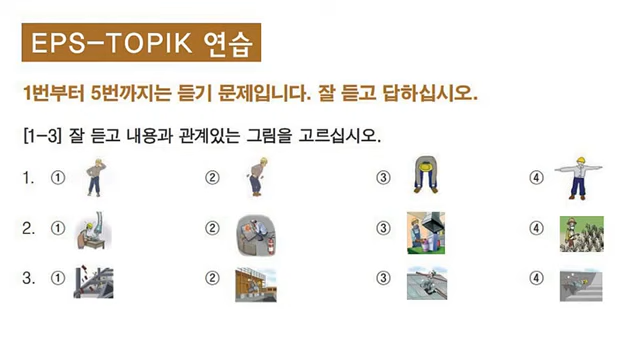 EPS-TOPIK 연습
1번부터 5번까지는 듣기 문제입니다. 잘 듣고 답하십시오.
[1-3] 잘 듣고 내용과 관계있는 그림을 고르십시오.
1. ① ② ③ ④
2. ① ② ③ ④
3. ① ② ③ ④